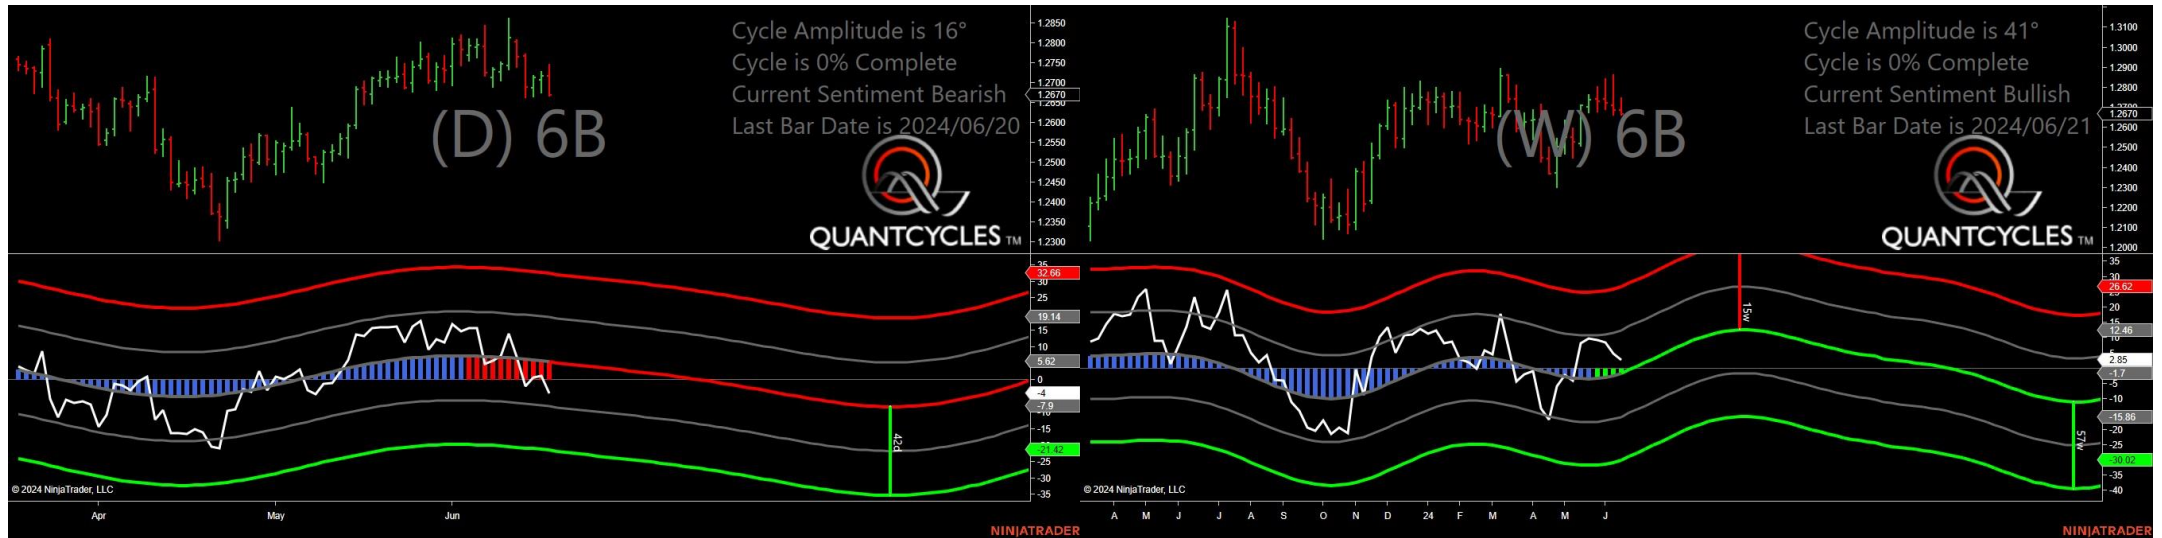 Cycle Amplitude is 16°
Cycle is 0% Complete
Current Sentiment Bearish
Last Bar Date is 2024/06/20
(D) 6B
QUANTCYCLES TM
1.2850
1.2800
1.2750
1.2700
1.2670
1.2650
1.2600
1.2550
1.2500
1.2450
1.2400
1.2350
1.2300
35
32.66
30
25
19.14
15
10
5.62
0
-4
-7.9
-10
-15
-21.42
-25
-30
-35
42d
© 2024 NinjaTrader, LLC
Apr May Jun
NINJATRADER
Cycle Amplitude is 41°
Cycle is 0% Complete
Current Sentiment Bullish
Last Bar Date is 2024/06/21
(W) 6B
QUANTCYCLES TM
1.3100
1.3000
1.2900
1.2800
1.2700
1.2670
1.2600
1.2500
1.2400
1.2300
1.2200
1.2100
1.2000
35
30
26.62
25
20
15
12.46
5
2.85
-1.7
-5
-10
-15.86
-20
-25
-30.02
-35
-40
15w
57w
© 2024 NinjaTrader, LLC
A M J J A S O N D 24 F M A M J
NINJATRADER